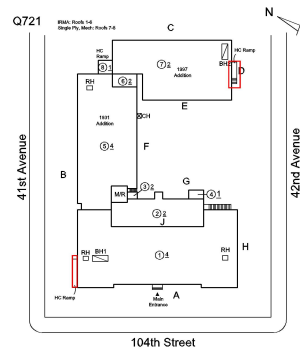 Q721
IRMA: Roofs 1-6
Single Ply, Mech: Roofs 7-8
C
N
HC
Ramp
⑧ 1
⑦ 2
1997
Addition
BH2
HC Ramp
D
RH
⑥ 2
E
1931
Addition
CH
⑤ 4
F
B
41st Avenue
42nd Avenue
M/R
③ 2
G
④ 1
② 2
J
H
RH
BH1
① 4
RH
HC Ramp
A
Main
Entrance
104th Street